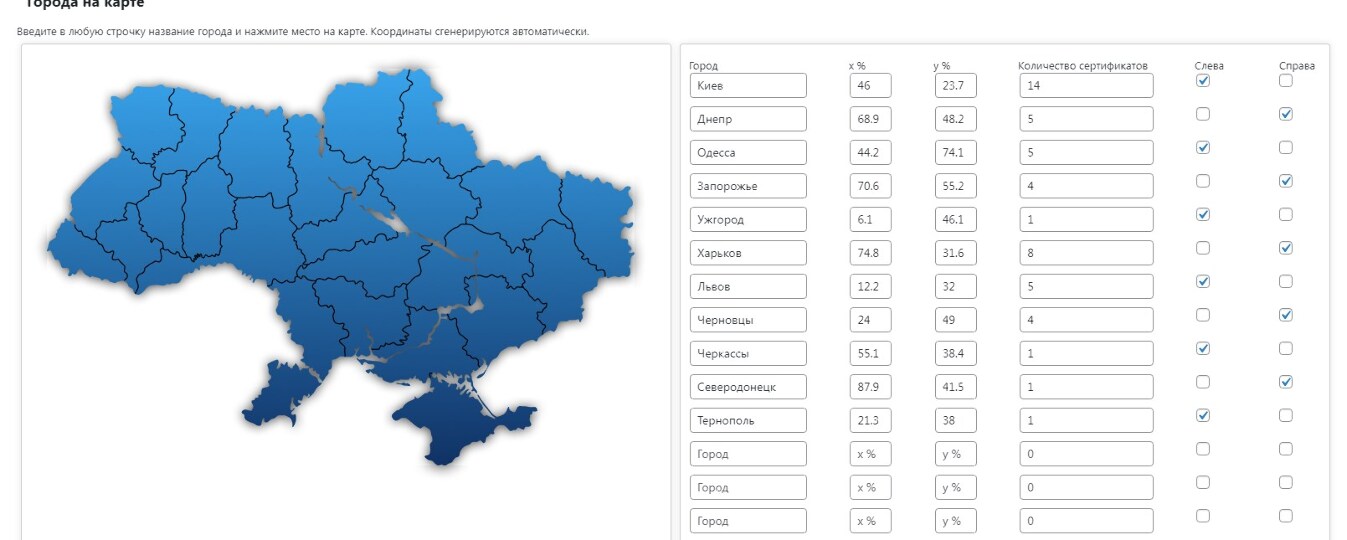 Города на карте
Введите в любую строчку название города и нажмите место на карте. Координаты сгенерируются автоматически.
Город x % y % Количество сертификатов Слева Справа
Киев 46 23.7 14
Днепр 68.9 48.2 5
Одесса 44.2 74.1 5
Запорожье 70.6 55.2 4
Ужгород 6.1 46.1 1
Харьков 74.8 31.6 8
Львов 12.2 32 5
Черновцы 24 49 4
Черкассы 55.1 38.4 1
Северодонецк 87.9 41.5 1
Тернополь 21.3 38 1
Город x % y % 0
Город x % y % 0
Город x % y % 0